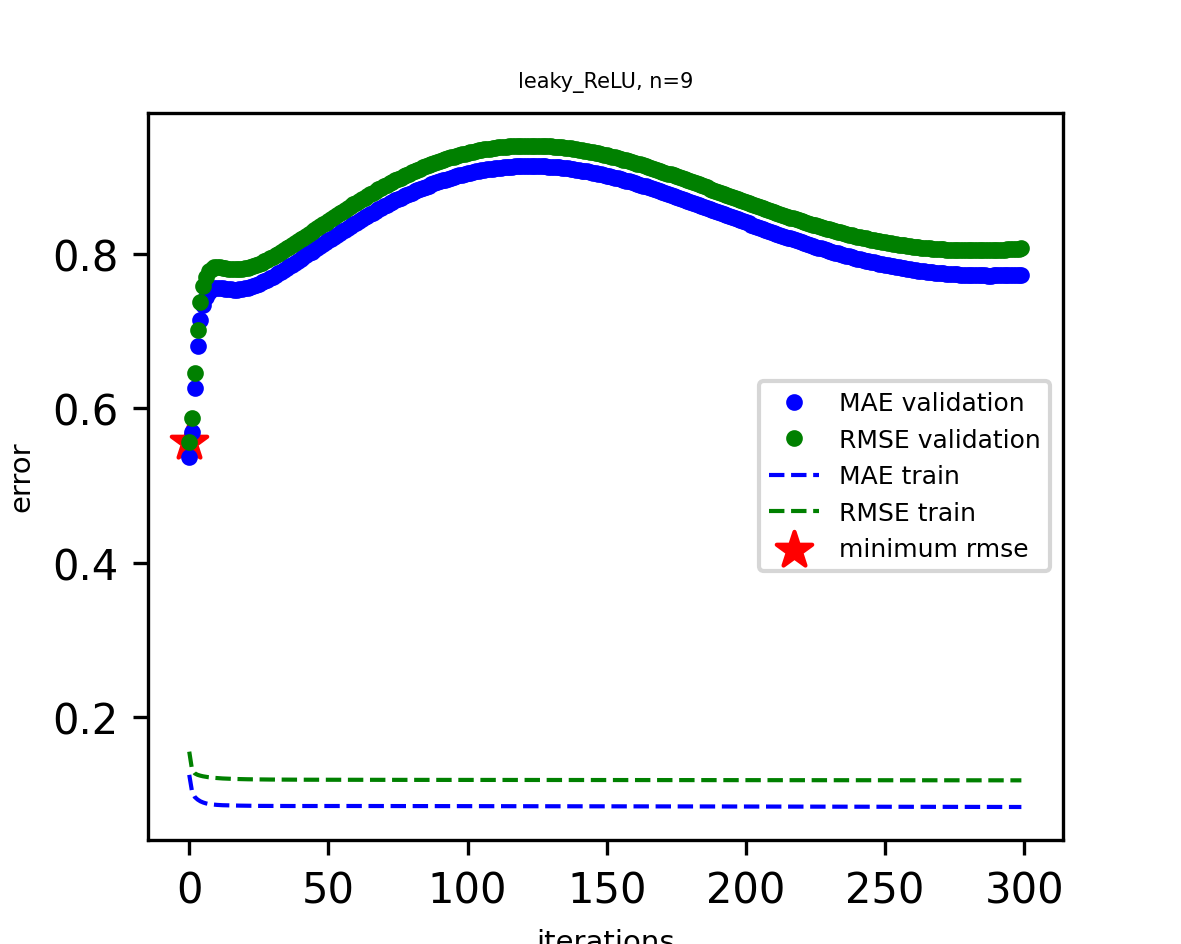 leaky_ReLU, n=9
error
0.8
0.6
0.4
0.2
MAE validation
RMSE validation
MAE train
RMSE train
minimum rmse
0 50 100 150 200 250 300
iterations